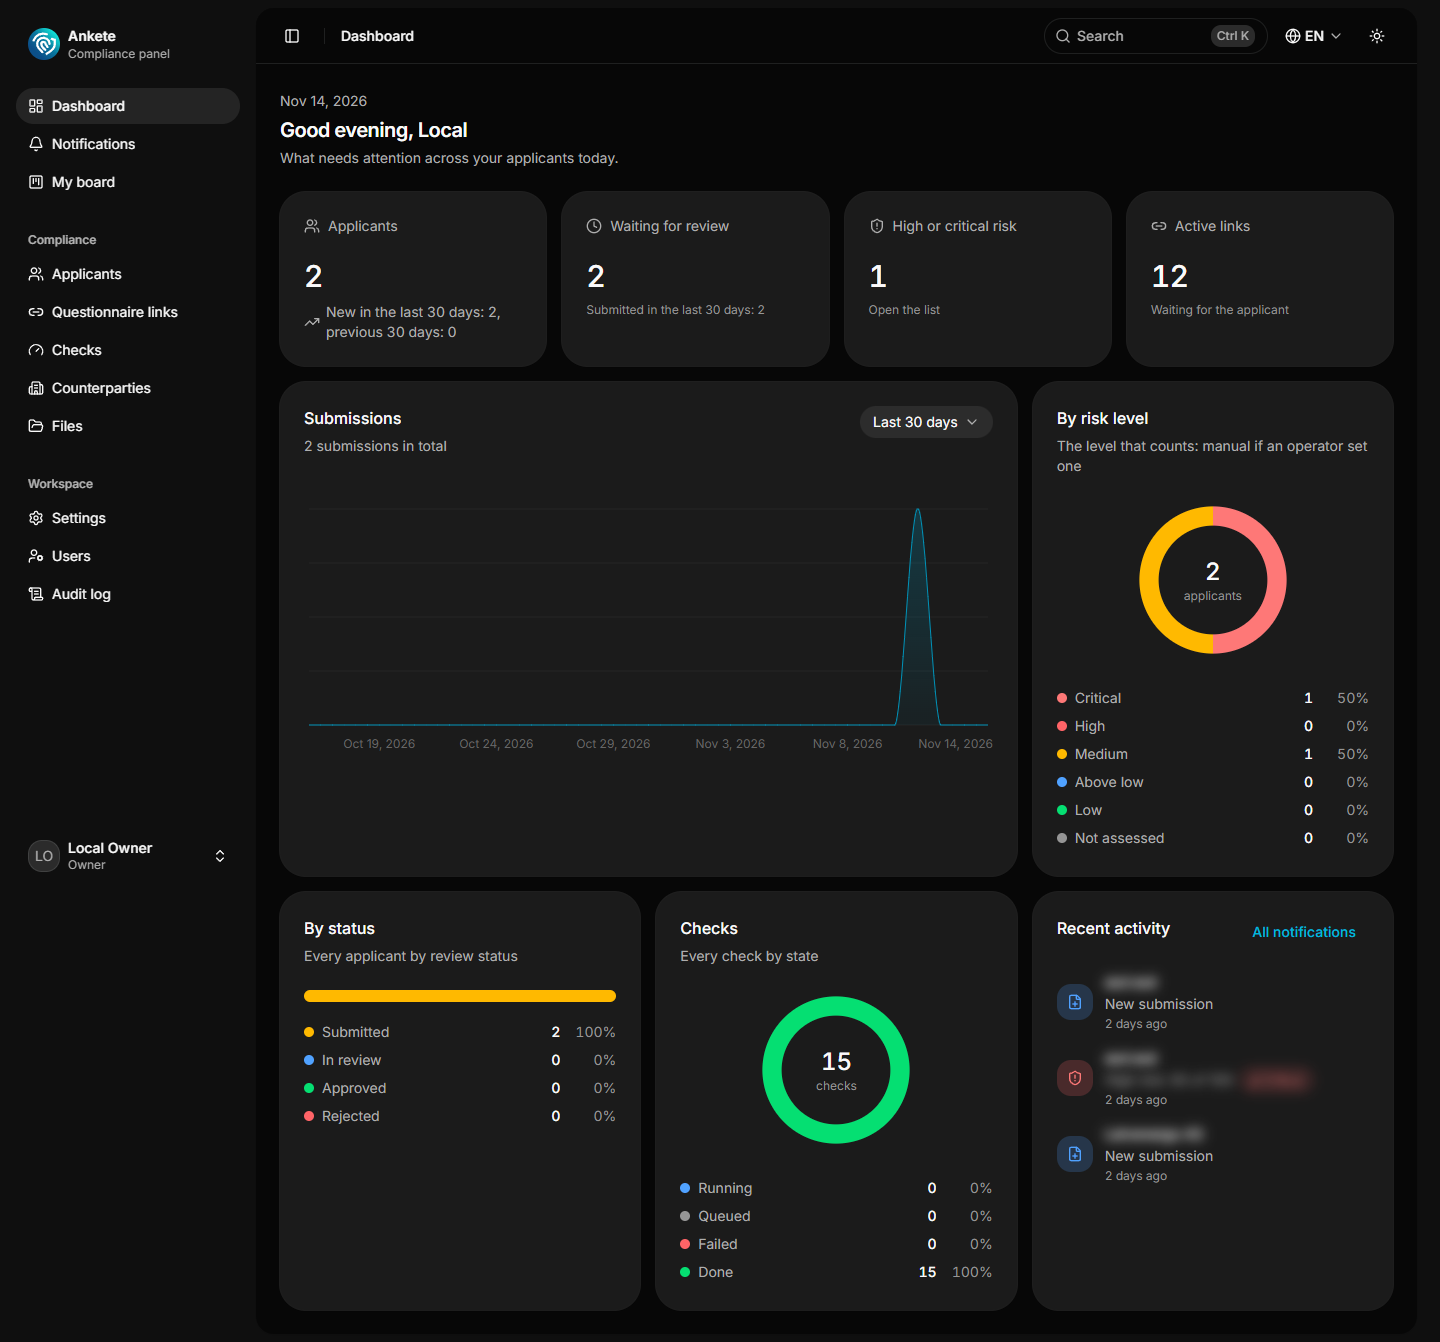 Ankete
Compliance panel
Dashboard
Notifications
My board
Compliance
Applicants
Questionnaire links
Checks
Counterparties
Files
Workspace
Settings
Users
Audit log
LO
Local Owner
Owner
Dashboard
Search
Ctrl K
EN
Nov 14, 2026
Good evening, Local
What needs attention across your applicants today.
Applicants
2
New in the last 30 days: 2,
previous 30 days: 0
Waiting for review
2
Submitted in the last 30 days: 2
High or critical risk
1
Open the list
Active links
12
Waiting for the applicant
Submissions
2 submissions in total
Last 30 days
Oct 19, 2026
Oct 24, 2026
Oct 29, 2026
Nov 3, 2026
Nov 8, 2026
Nov 14, 2026
By risk level
The level that counts: manual if an operator set
one
2
applicants
Critical 1 50%
High 0 0%
Medium 1 50%
Above low 0 0%
Low 0 0%
Not assessed 0 0%
By status
Every applicant by review status
Submitted 2 100%
In review 0 0%
Approved 0 0%
Rejected 0 0%
Checks
Every check by state
15
checks
Running 0 0%
Queued 0 0%
Failed 0 0%
Done 15 100%
Recent activity
All notifications
New submission
2 days ago
2 days ago
New submission
2 days ago